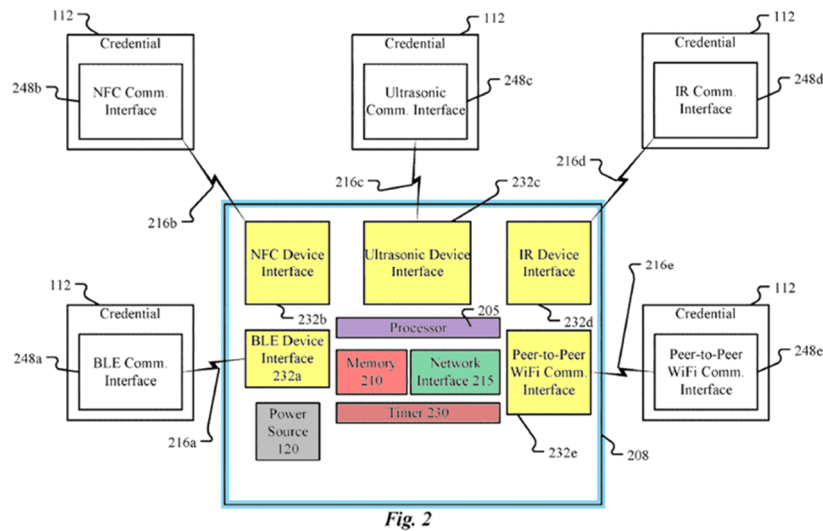 112
Credential
248b
NFC Comm.
Interface
216b
112
Credential
Ultrasonic
Comm. Interface
248c
216c
112
Credential
IR Comm.
Interface
248d
216d
232c
NFC Device
Interface
232b
Ultrasonic Device
Interface
IR Device
Interface
232d
216e
112
Credential
248a
BLE Comm.
Interface
216a
BLE Device
Interface
232a
205
Processor
Memory
210
Network
Interface 215
Timer 230
Power
Source
120
Peer-to-Peer
WiFi Comm.
Interface
232e
112
Credential
Peer-to-Peer
WiFi Comm.
Interface
248e
208
Fig. 2